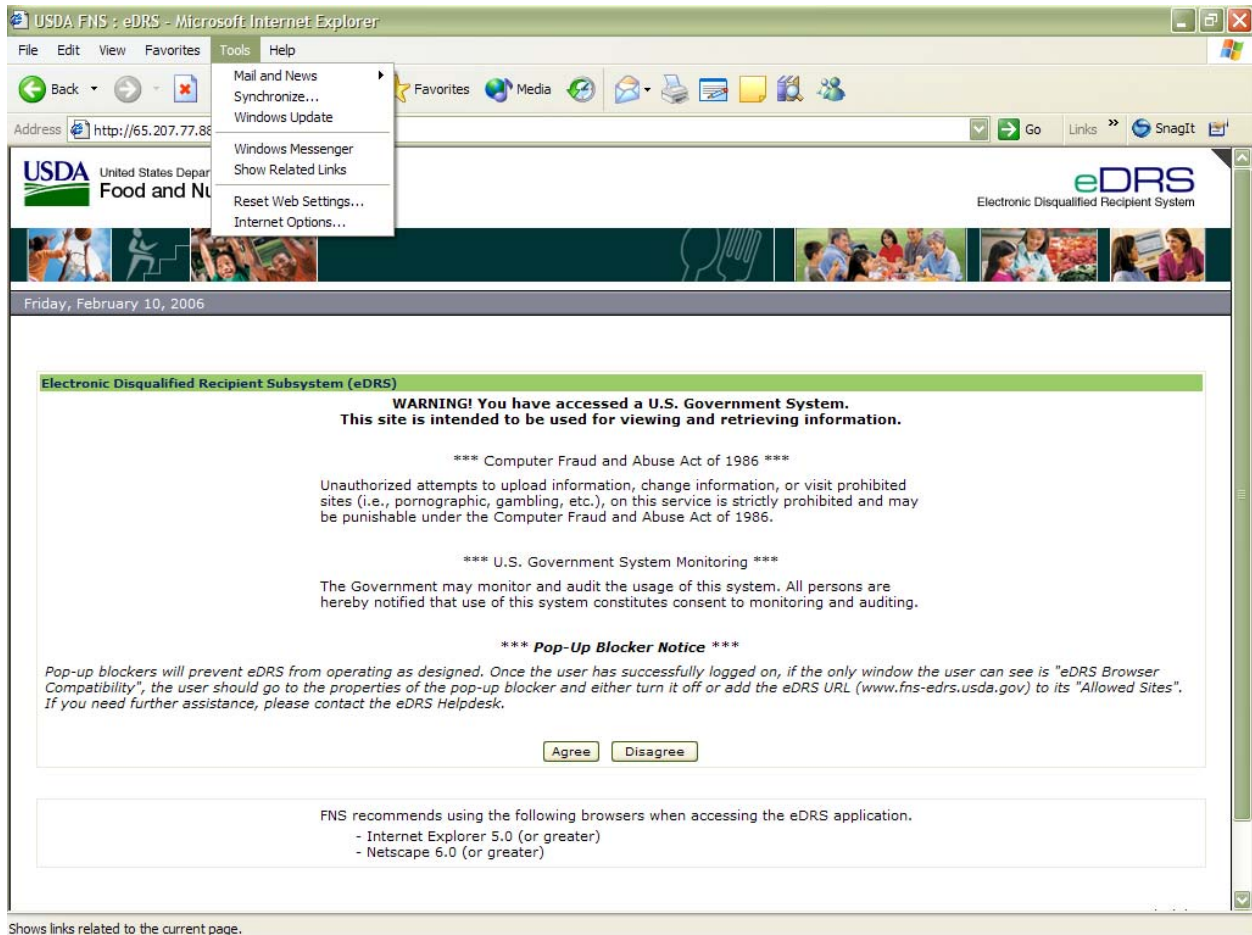 USDA FNS : eDRS - Microsoft Internet Explorer
File Edit View Favorites Tools Help
Back Favorites Media
Mail and News
Synchronize...
Windows Update
Windows Messenger
Show Related Links
Reset Web Settings...
Internet Options...
Address http://65.207.77.88 Go Links » SnagIt
USDA United States Depar
Food and Nu
eDRS
Electronic Disqualified Recipient System
Friday, February 10, 2006
Electronic Disqualified Recipient Subsystem (eDRS)
WARNING! You have accessed a U.S. Government System.
This site is intended to be used for viewing and retrieving information.
*** Computer Fraud and Abuse Act of 1986 ***
Unauthorized attempts to upload information, change information, or visit prohibited
sites (i.e., pornographic, gambling, etc.), on this service is strictly prohibited and may
be punishable under the Computer Fraud and Abuse Act of 1986.
*** U.S. Government System Monitoring ***
The Government may monitor and audit the usage of this system. All persons are
hereby notified that use of this system constitutes consent to monitoring and auditing.
*** Pop-Up Blocker Notice ***
Pop-up blockers will prevent eDRS from operating as designed. Once the user has successfully logged on, if the only window the user can see is "eDRS Browser
Compatibility", the user should go to the properties of the pop-up blocker and either turn it off or add the eDRS URL (www.fns-edrs.usda.gov) to its "Allowed Sites".
If you need further assistance, please contact the eDRS Helpdesk.
Agree Disagree
FNS recommends using the following browsers when accessing the eDRS application.
- Internet Explorer 5.0 (or greater)
- Netscape 6.0 (or greater)
Shows links related to the current page.